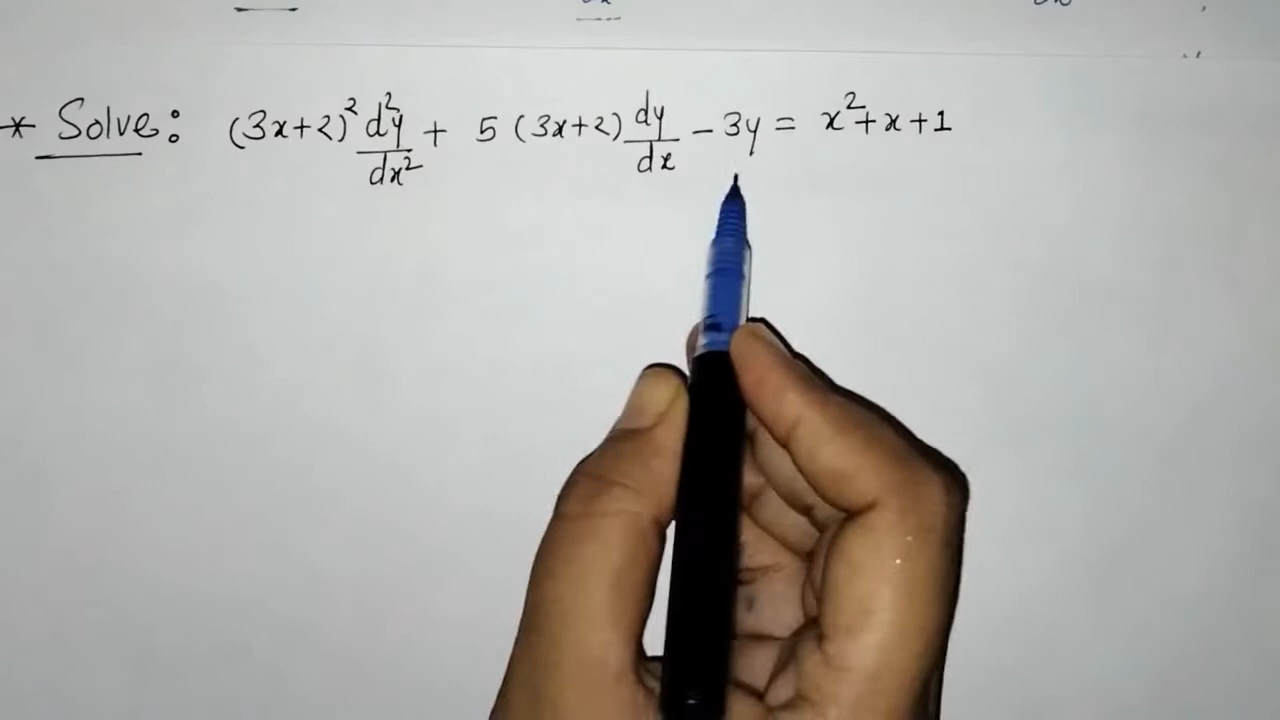 * Solve: (3x+2)² d²y/dx² + 5 (3x+2) dy/dx - 3y = x²+x+1